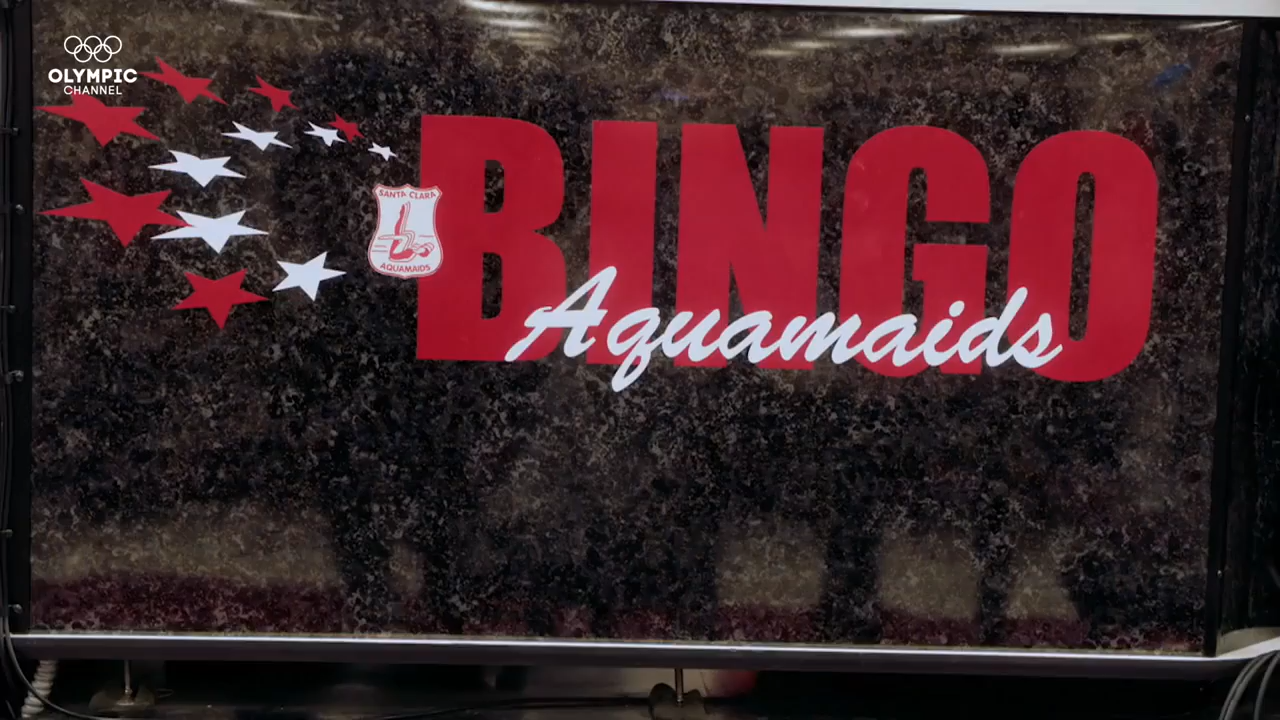 OLYMPIC
CHANNEL
SANTA CLARA
AQUAMAIDS
BINGO
Aquamaids